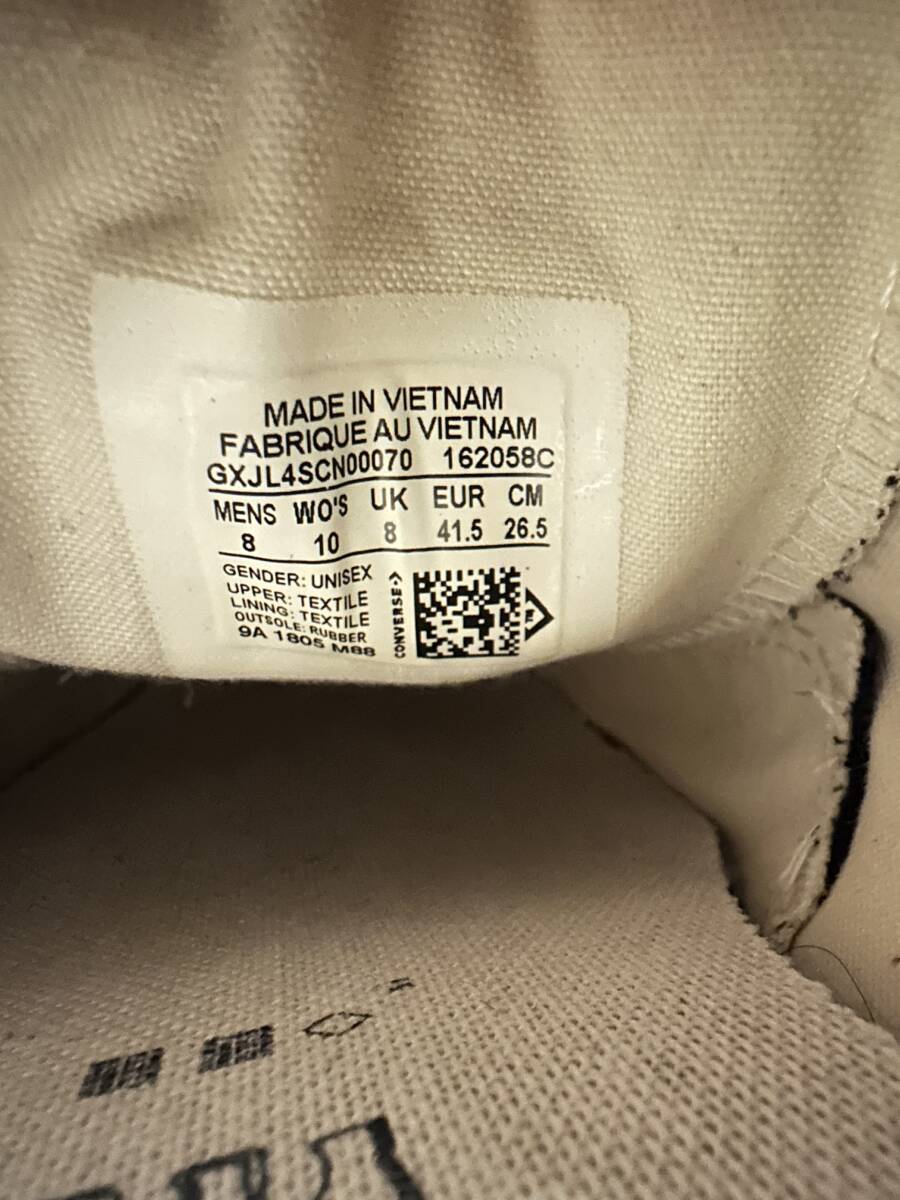 MADE IN VIETNAM
FABRIQUE AU VIETNAM
GXJL4SCN00070 162058C
MENS WO'S UK EUR CM
8 10 8 41.5 26.5
GENDER: UNISEX
UPPER: TEXTILE
LINING: TEXTILE
OUTSOLE: RUBBER
9A 1805 M88
CONVERSE